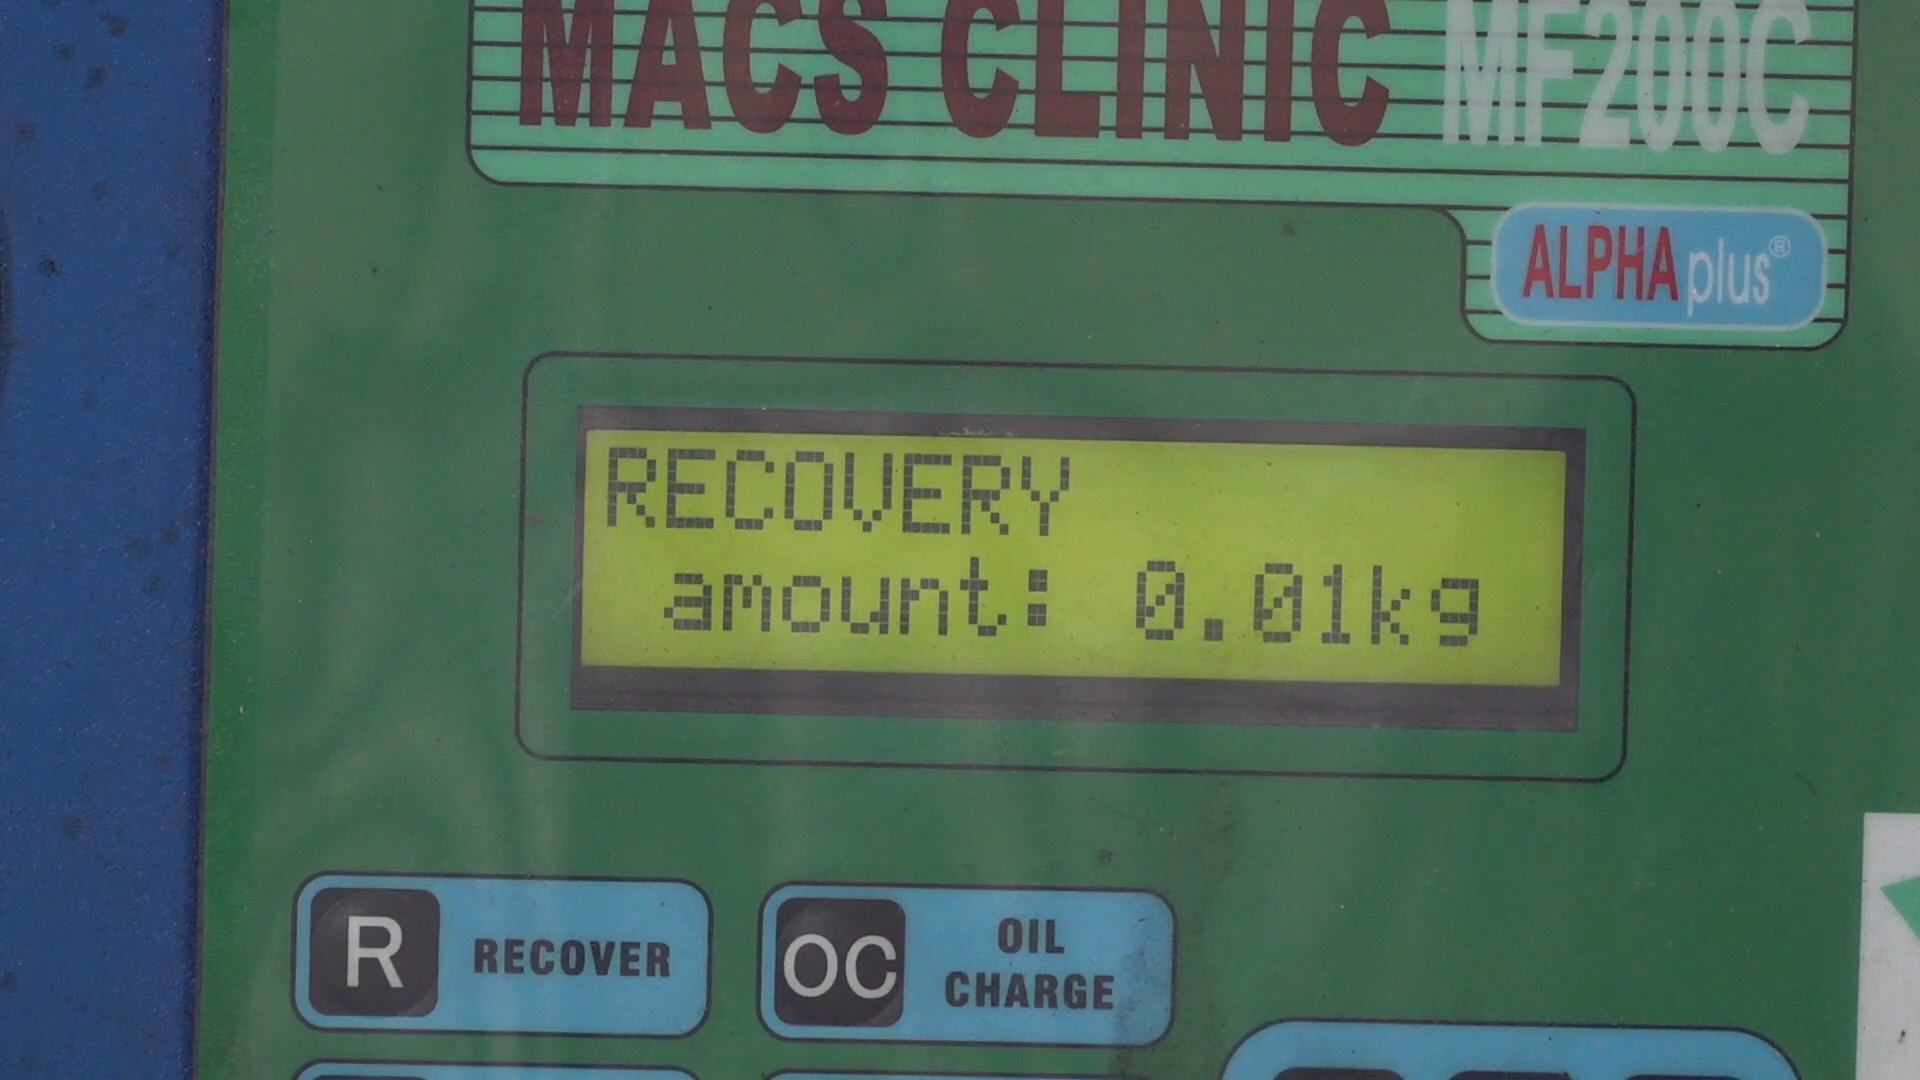 MACS CLINIC MF200C
ALPHA plus®
RECOVERY
amount: 0.01kg
R RECOVER
OC OIL CHARGE